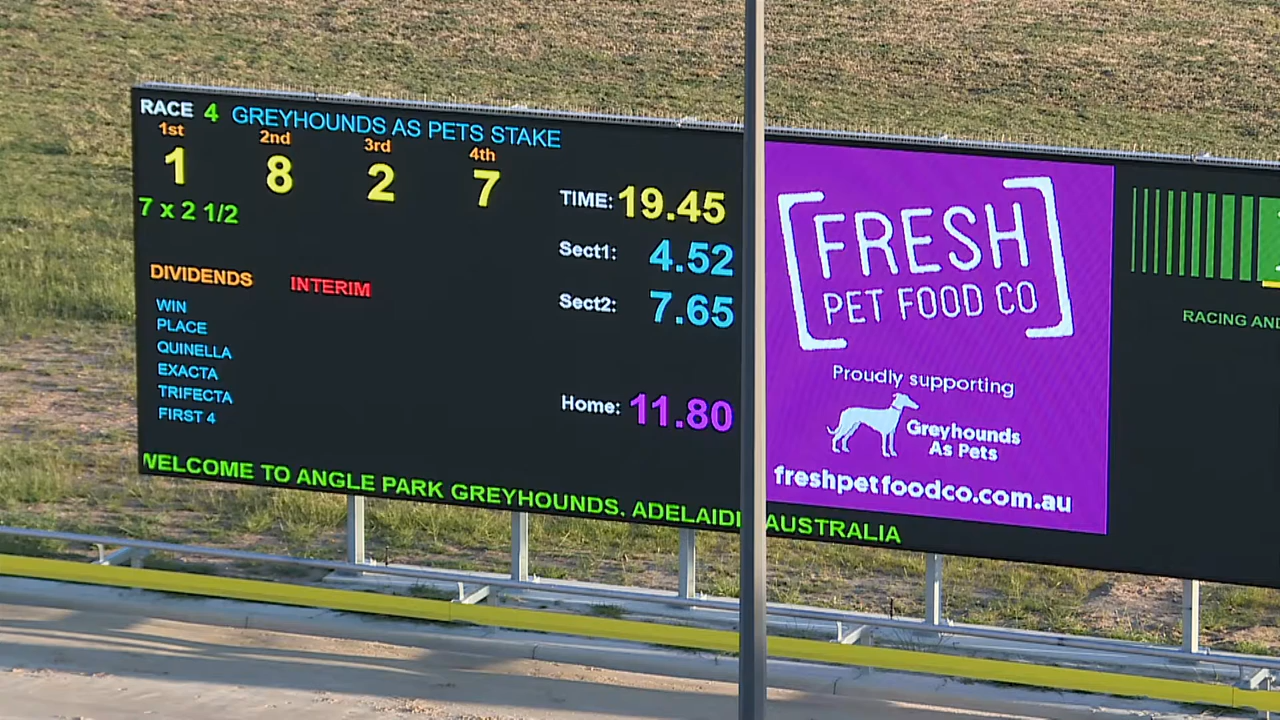 RACE 4 GREYHOUNDS AS PETS STAKE
1st 2nd 3rd 4th
1 8 2 7
7 x 2 1/2
TIME: 19.45
Sect1: 4.52
Sect2: 7.65
Home: 11.80
DIVIDENDS INTERIM
WIN
PLACE
QUINELLA
EXACTA
TRIFECTA
FIRST 4
WELCOME TO ANGLE PARK GREYHOUNDS. ADELAID AUSTRALIA
FRESH
PET FOOD CO
Proudly supporting
Greyhounds
As Pets
freshpetfoodco.com.au
RACING AND